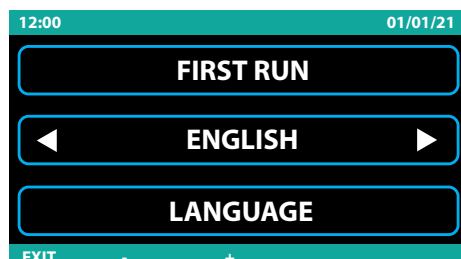 12:00 01/01/21
FIRST RUN
ENGLISH
LANGUAGE
EXIT - +